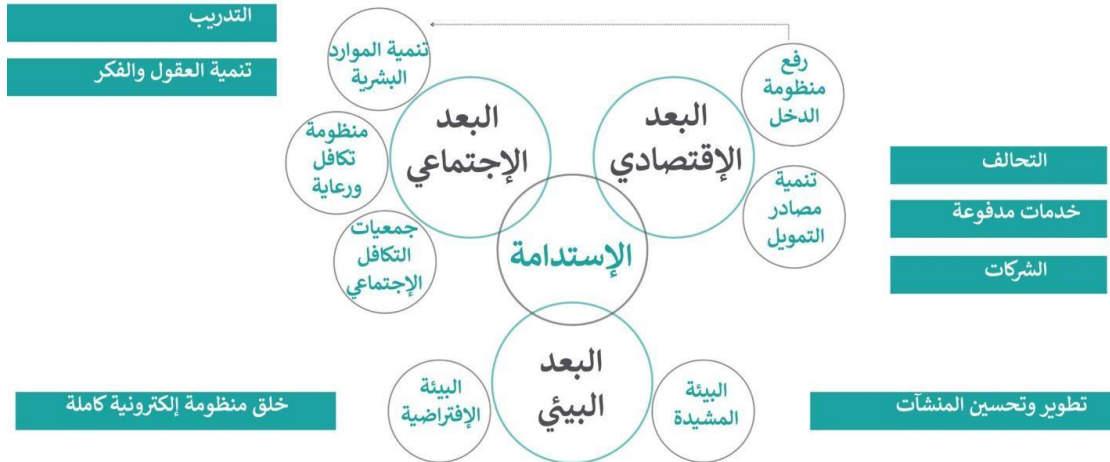 التدريب
تنمية العقول والفكر
تنمية الموارد
البشرية
رفع
منظومة
الدخل
البعد
الإجتماعي
البعد
الإقتصادي
منظومة
تكافل
ورعاية
تنمية
مصادر
التمويل
التحالف
خدمات مدفوعة
الشركات
جمعيات
التكافل
الإجتماعي
الإستدامة
البعد
البيئي
البيئة
المشيدة
البيئة
الإفتراضية
تطوير وتحسين المنشآت
خلق منظومة إلكترونية كاملة